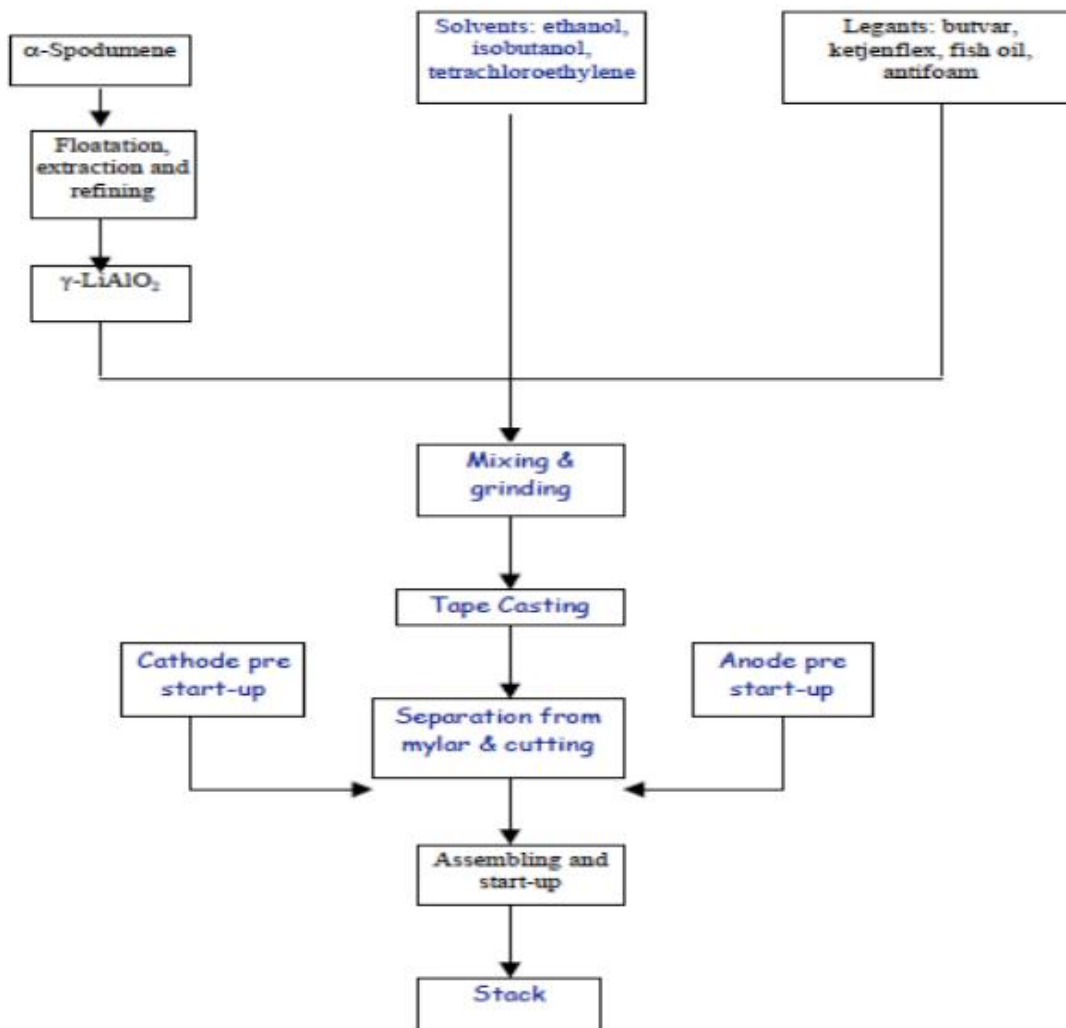 α-Spodumene
Solvents: ethanol,
isobutanol,
tetrachloroethylene
Legants: butvar,
ketjenflex, fish oil,
antifoam
Floatation,
extraction and
refining
γ-LiAlO₂
Mixing &
grinding
Tape Casting
Cathode pre
start-up
Anode pre
start-up
Separation from
mylar & cutting
Assembling and
start-up
Stack